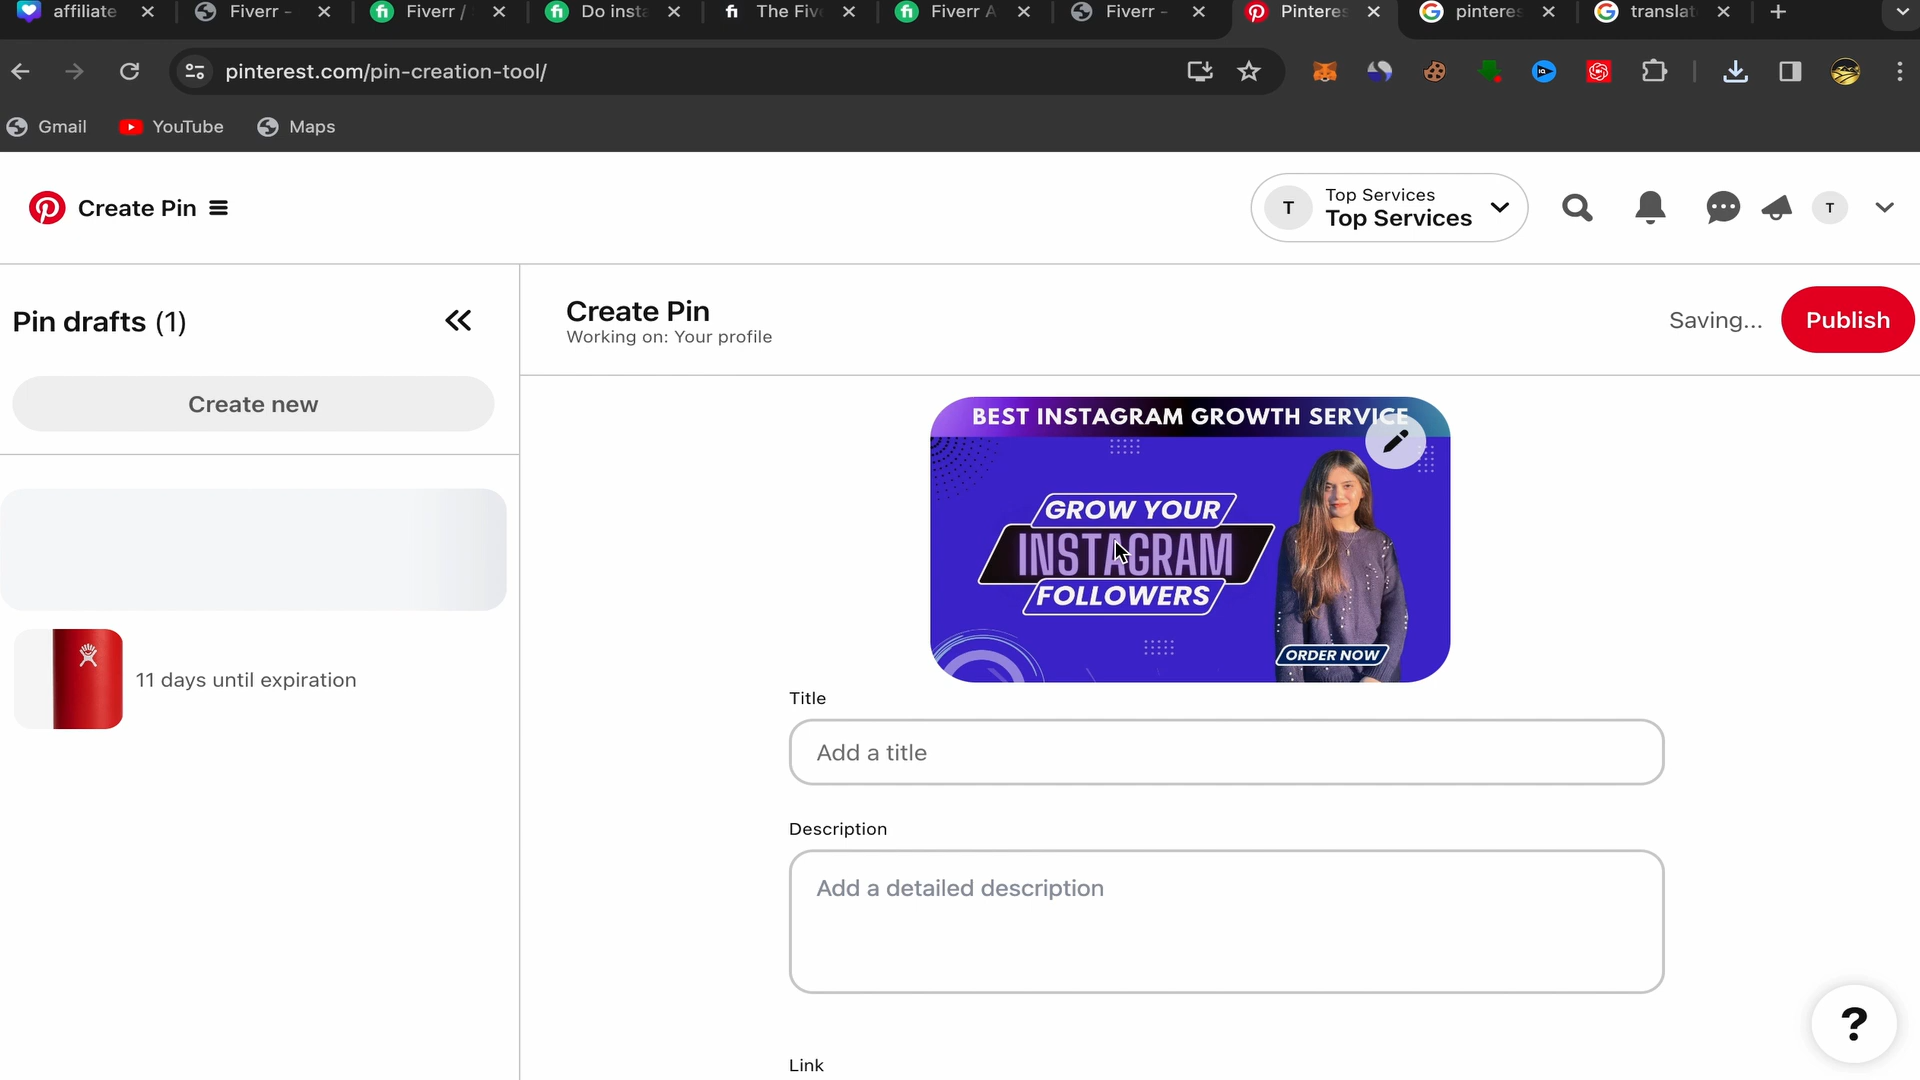 affiliate
Fiverr -
Fiverr /
Do insta
The Five
Fiverr A
Fiverr -
Pinteres
pinteres
translat
pinterest.com/pin-creation-tool/
Gmail
YouTube
Maps
Create Pin
T
Top Services
Top Services
T
Pin drafts (1)
Create new
11 days until expiration
Create Pin
Working on: Your profile
Saving...
Publish
BEST INSTAGRAM GROWTH SERVICE
GROW YOUR
INSTAGRAM
FOLLOWERS
ORDER NOW
Title
Add a title
Description
Add a detailed description
Link
?